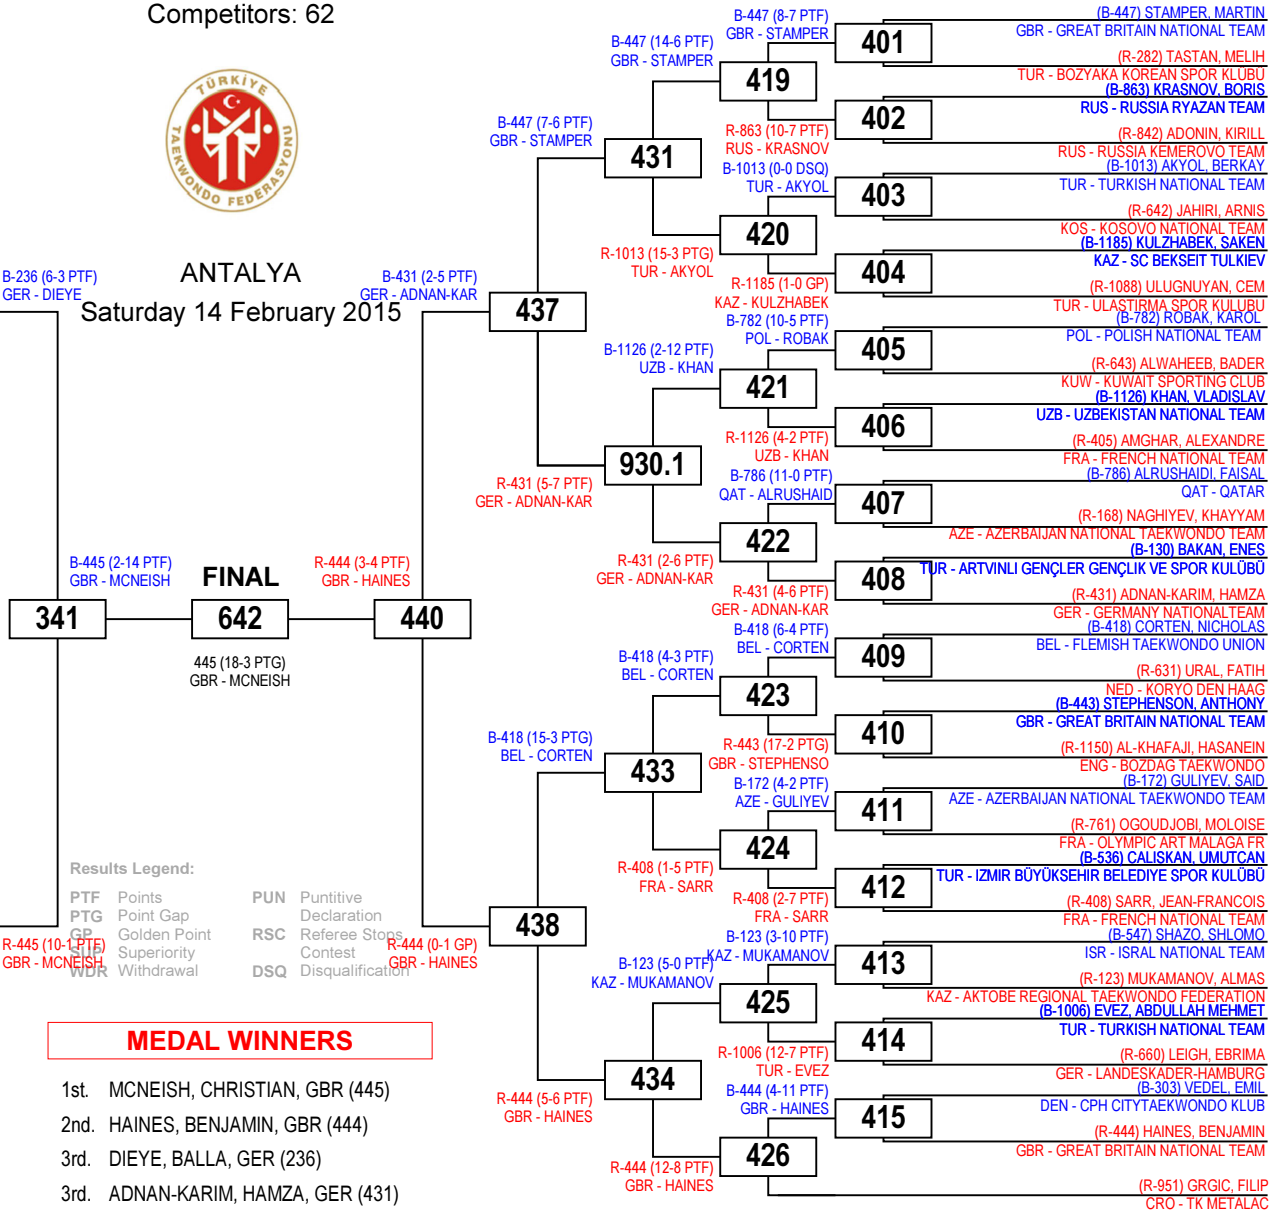 Competitors: 62
TÜRKİYE
TAEKWONDO FEDERASYONU
ANTALYA
Saturday 14 February 2015
B-236 (6-3 PTF)
GER - DIEYE
341
R-445 (10-1 PTF)
GBR - MCNEISH
B-445 (2-14 PTF)
GBR - MCNEISH
FINAL
642
445 (18-3 PTG)
GBR - MCNEISH
R-444 (3-4 PTF)
GBR - HAINES
440
B-431 (2-5 PTF)
GER - ADNAN-KAR
437
R-444 (0-1 GP)
GBR - HAINES
438
B-447 (7-6 PTF)
GBR - STAMPER
431
R-431 (5-7 PTF)
GER - ADNAN-KAR
930.1
B-418 (15-3 PTG)
BEL - CORTEN
433
R-444 (5-6 PTF)
GBR - HAINES
434
B-447 (14-6 PTF)
GBR - STAMPER
419
R-1013 (15-3 PTG)
TUR - AKYOL
420
B-1126 (2-12 PTF)
UZB - KHAN
421
R-431 (2-6 PTF)
GER - ADNAN-KAR
422
B-418 (4-3 PTF)
BEL - CORTEN
423
R-408 (1-5 PTF)
FRA - SARR
424
B-123 (5-0 PTF)
KAZ - MUKAMANOV
425
R-444 (12-8 PTF)
GBR - HAINES
426
B-447 (8-7 PTF)
GBR - STAMPER
401
R-863 (10-7 PTF)
RUS - KRASNOV
402
B-1013 (0-0 DSQ)
TUR - AKYOL
403
R-1185 (1-0 GP)
KAZ - KULZHABEK
404
B-782 (10-5 PTF)
POL - ROBAK
405
R-1126 (4-2 PTF)
UZB - KHAN
406
B-786 (11-0 PTF)
QAT - ALRUSHAID
407
R-431 (4-6 PTF)
GER - ADNAN-KAR
408
B-418 (6-4 PTF)
BEL - CORTEN
409
R-443 (17-2 PTG)
GBR - STEPHENSO
410
B-172 (4-2 PTF)
AZE - GULIYEV
411
R-408 (2-7 PTF)
FRA - SARR
412
B-123 (3-10 PTF)
KAZ - MUKAMANOV
413
R-1006 (12-7 PTF)
TUR - EVEZ
414
B-444 (4-11 PTF)
GBR - HAINES
415
(B-447) STAMPER, MARTIN
GBR - GREAT BRITAIN NATIONAL TEAM
(R-282) TASTAN, MELIH
TUR - BOZYAKA KOREAN SPOR KLUBÜ
(B-863) KRASNOV, BORIS
RUS - RUSSIA RYAZAN TEAM
(R-842) ADONIN, KIRILL
RUS - RUSSIA KEMEROVO TEAM
(B-1013) AKYOL, BERKAY
TUR - TURKISH NATIONAL TEAM
(R-642) JAHIRI, ARNIS
KOS - KOSOVO NATIONAL TEAM
(B-1185) KULZHABEK, SAKEN
KAZ - SC BEKSEIT TULKIEV
(R-1088) ULUGNUYAN, CEM
TUR - ULASTIRMA SPOR KULUBU
(B-782) ROBAK, KAROL
POL - POLISH NATIONAL TEAM
(R-643) ALWAHEEB, BADER
KUW - KUWAIT SPORTING CLUB
(B-1126) KHAN, VLADISLAV
UZB - UZBEKISTAN NATIONAL TEAM
(R-405) AMGHAR, ALEXANDRE
FRA - FRENCH NATIONAL TEAM
(B-786) ALRUSHAIDI, FAISAL
QAT - QATAR
(R-168) NAGHIYEV, KHAYYAM
AZE - AZERBAIJAN NATIONAL TAEKWONDO TEAM
(B-130) BAKAN, ENES
TUR - ARTVINLI GENÇLER GENÇLIK VE SPOR KULÜBÜ
(R-431) ADNAN-KARIM, HAMZA
GER - GERMANY NATIONALTEAM
(B-418) CORTEN, NICHOLAS
BEL - FLEMISH TAEKWONDO UNION
(R-631) URAL, FATIH
NED - KORYO DEN HAAG
(B-443) STEPHENSON, ANTHONY
GBR - GREAT BRITAIN NATIONAL TEAM
(R-1150) AL-KHAFAJI, HASANEIN
ENG - BOZDAG TAEKWONDO
(B-172) GULIYEV, SAID
AZE - AZERBAIJAN NATIONAL TAEKWONDO TEAM
(R-761) OGOUDJOBI, MOLOISE
FRA - OLYMPIC ART MALAGA FR
(B-536) CALISKAN, UMUTCAN
TUR - IZMIR BÜYÜKSEHIR BELEDIYE SPOR KULÜBÜ
(R-408) SARR, JEAN-FRANCOIS
FRA - FRENCH NATIONAL TEAM
(B-547) SHAZO, SHLOMO
ISR - ISRAL NATIONAL TEAM
(R-123) MUKAMANOV, ALMAS
KAZ - AKTOBE REGIONAL TAEKWONDO FEDERATION
(B-1006) EVEZ, ABDULLAH MEHMET
TUR - TURKISH NATIONAL TEAM
(R-660) LEIGH, EBRIMA
GER - LANDESKADER-HAMBURG
(B-303) VEDEL, EMIL
DEN - CPH CITYTAEKWONDO KLUB
(R-444) HAINES, BENJAMIN
GBR - GREAT BRITAIN NATIONAL TEAM
(R-951) GRGIC, FILIP
CRO - TK METALAC
Results Legend:
PTF Points
PTG Point Gap
GP Golden Point
SUP Superiority
WDR Withdrawal
PUN Puntitive
Declaration
RSC Referee Stops
Contest
DSQ Disqualification
MEDAL WINNERS
1st. MCNEISH, CHRISTIAN, GBR (445)
2nd. HAINES, BENJAMIN, GBR (444)
3rd. DIEYE, BALLA, GER (236)
3rd. ADNAN-KARIM, HAMZA, GER (431)